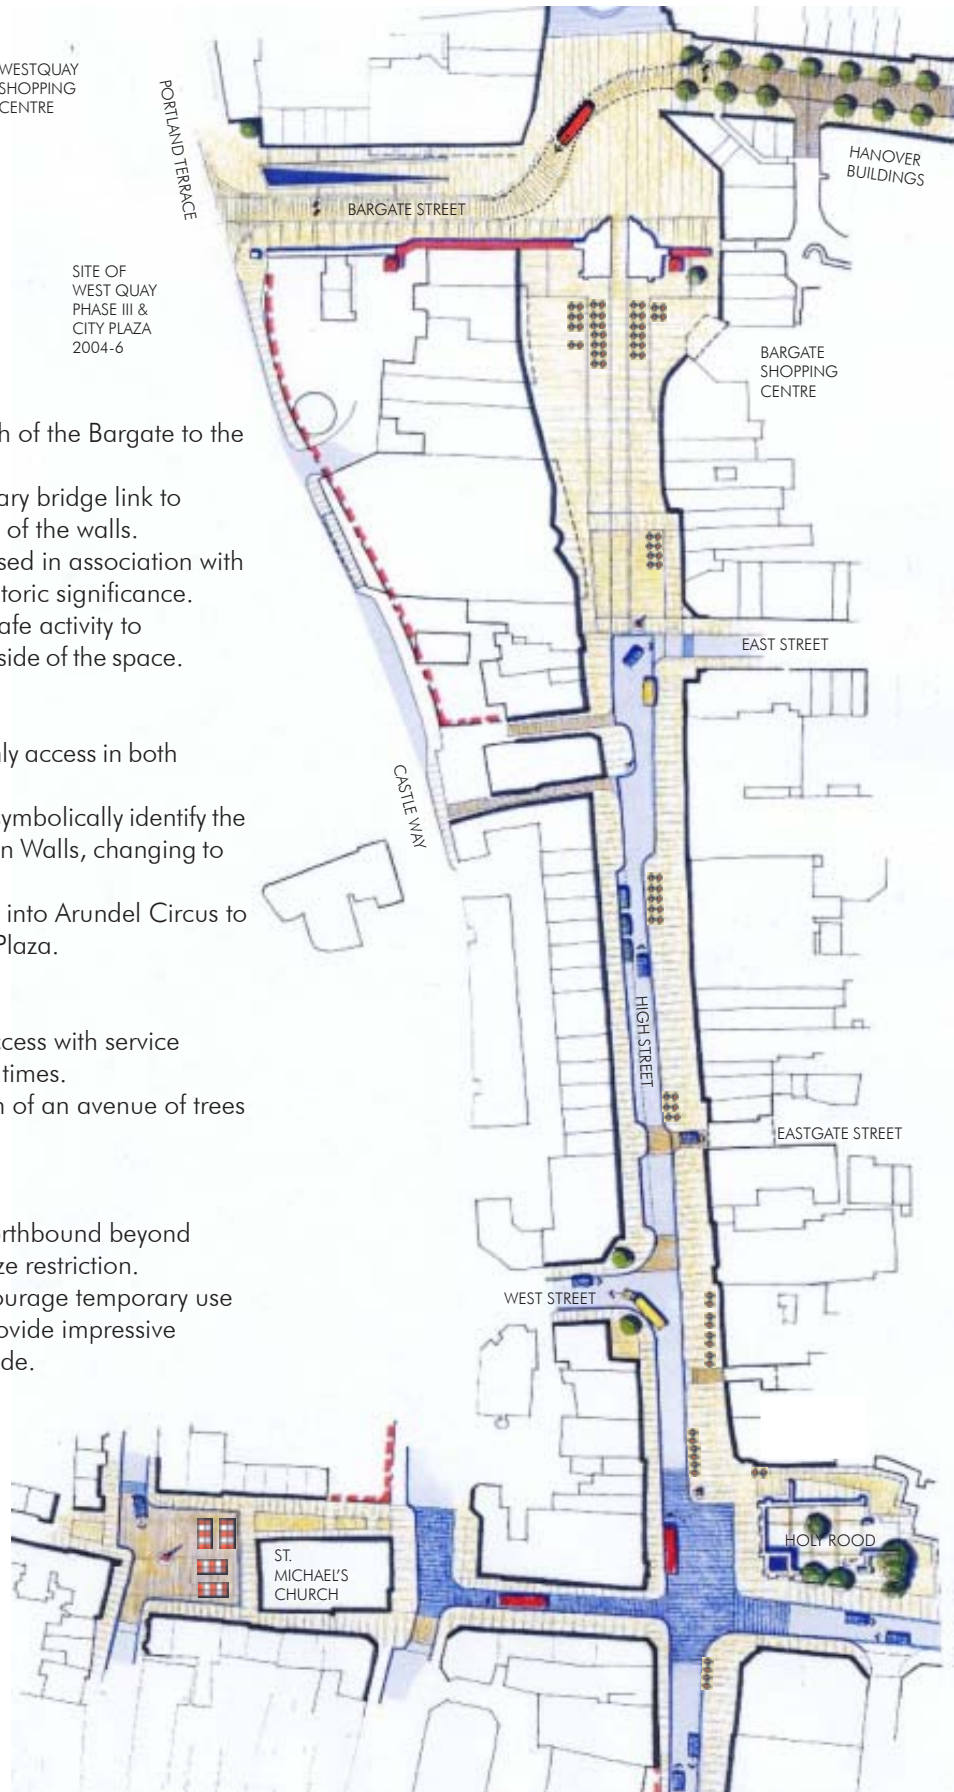 WESTQUAY
SHOPPING
CENTRE
PORTLAND TERRACE
HANOVER
BUILDINGS
BARGATE STREET
SITE OF
WEST QUAY
PHASE III &
CITY PLAZA
2004-6
BARGATE
SHOPPING
CENTRE
h of the Bargate to the
ary bridge link to
of the walls.
sed in association with
toric significance.
afe activity to
side of the space.
EAST STREET
nly access in both
CASTLE WAY
symbolically identify the
n Walls, changing to
into Arundel Circus to
Plaza.
HIGH STREET
ccess with service
times.
n of an avenue of trees
EASTGATE STREET
orthbound beyond
ze restriction.
WEST STREET
ourage temporary use
ovide impressive
de.
HOLY ROOD
ST.
MICHAEL'S
CHURCH